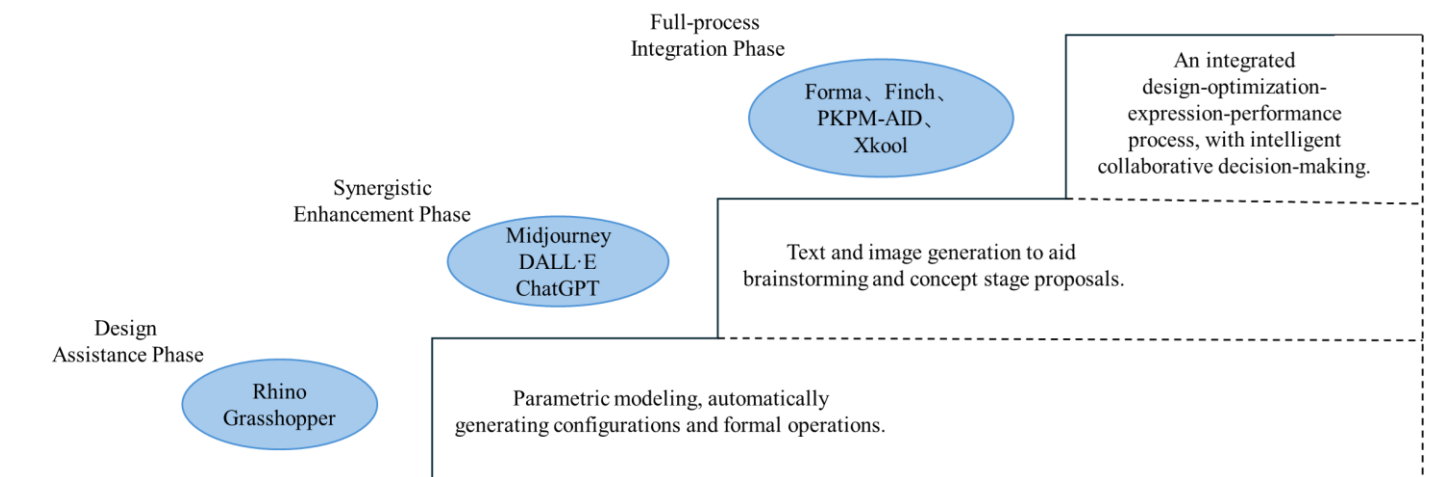 Full-process
Integration Phase
Forma、Finch、
PKPM-AID、
Xkool
An integrated
design-optimization-
expression-performance
process, with intelligent
collaborative decision-making.
Synergistic
Enhancement Phase
Midjourney
DALL·E
ChatGPT
Text and image generation to aid
brainstorming and concept stage proposals.
Design
Assistance Phase
Rhino
Grasshopper
Parametric modeling, automatically
generating configurations and formal operations.